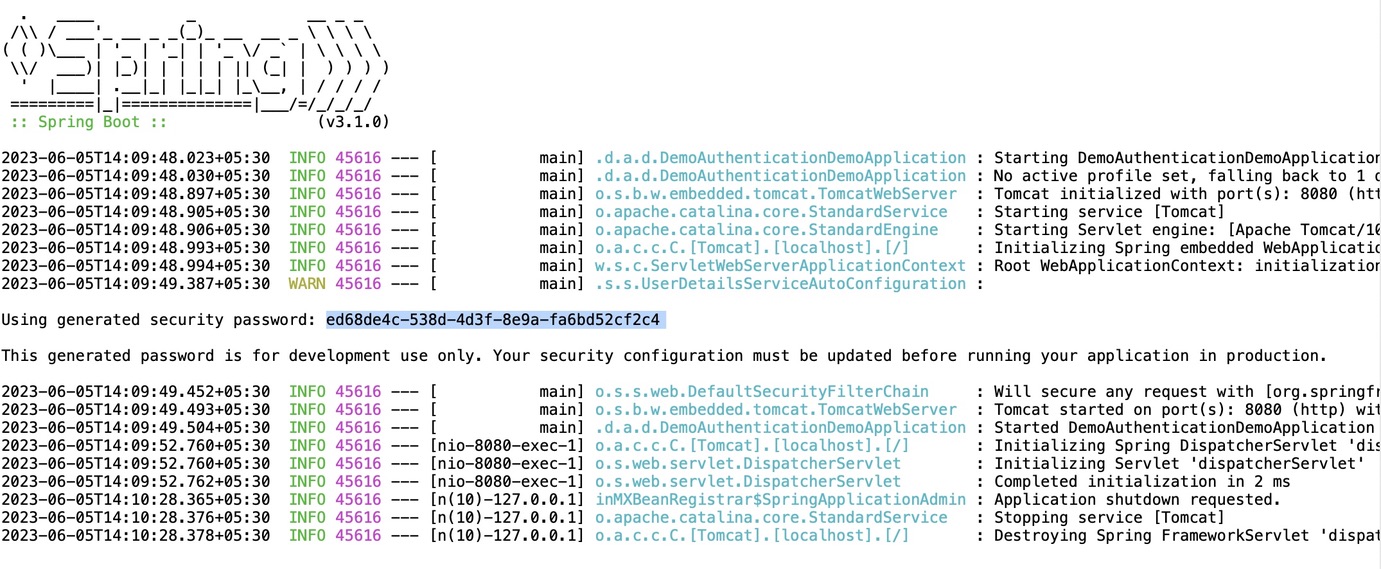 :: Spring Boot :: (v3.1.0)
2023-06-05T14:09:48.023+05:30 INFO 45616 --- [ main] .d.a.d.DemoAuthenticationDemoApplication : Starting DemoAuthenticationDemoApplication
2023-06-05T14:09:48.030+05:30 INFO 45616 --- [ main] .d.a.d.DemoAuthenticationDemoApplication : No active profile set, falling back to 1
2023-06-05T14:09:48.897+05:30 INFO 45616 --- [ main] o.s.b.w.embedded.tomcat.TomcatWebServer : Tomcat initialized with port(s): 8080 (htt
2023-06-05T14:09:48.905+05:30 INFO 45616 --- [ main] o.apache.catalina.core.StandardService : Starting service [Tomcat]
2023-06-05T14:09:48.906+05:30 INFO 45616 --- [ main] o.apache.catalina.core.StandardEngine : Starting Servlet engine: [Apache Tomcat/10
2023-06-05T14:09:48.993+05:30 INFO 45616 --- [ main] o.a.c.c.C.[Tomcat].[localhost].[/] : Initializing Spring embedded WebApplicatio
2023-06-05T14:09:48.994+05:30 INFO 45616 --- [ main] w.s.c.ServletWebServerApplicationContext : Root WebApplicationContext: initialization
2023-06-05T14:09:49.387+05:30 WARN 45616 --- [ main] .s.s.UserDetailsServiceAutoConfiguration :
Using generated security password: ed68de4c-538d-4d3f-8e9a-fa6bd52cf2c4
This generated password is for development use only. Your security configuration must be updated before running your application in production.
2023-06-05T14:09:49.452+05:30 INFO 45616 --- [ main] o.s.s.web.DefaultSecurityFilterChain : Will secure any request with [org.springfr
2023-06-05T14:09:49.493+05:30 INFO 45616 --- [ main] o.s.b.w.embedded.tomcat.TomcatWebServer : Tomcat started on port(s): 8080 (http) wit
2023-06-05T14:09:49.504+05:30 INFO 45616 --- [ main] .d.a.d.DemoAuthenticationDemoApplication : Started DemoAuthenticationDemoApplication
2023-06-05T14:09:52.760+05:30 INFO 45616 --- [nio-8080-exec-1] o.a.c.c.C.[Tomcat].[localhost].[/] : Initializing Spring DispatcherServlet 'dis
2023-06-05T14:09:52.760+05:30 INFO 45616 --- [nio-8080-exec-1] o.s.web.servlet.DispatcherServlet : Initializing Servlet 'dispatcherServlet'
2023-06-05T14:09:52.762+05:30 INFO 45616 --- [nio-8080-exec-1] o.s.web.servlet.DispatcherServlet : Completed initialization in 2 ms
2023-06-05T14:10:28.365+05:30 INFO 45616 --- [n(10)-127.0.0.1] inMXBeanRegistrar$SpringApplicationAdmin : Application shutdown requested.
2023-06-05T14:10:28.376+05:30 INFO 45616 --- [n(10)-127.0.0.1] o.apache.catalina.core.StandardService : Stopping service [Tomcat]
2023-06-05T14:10:28.378+05:30 INFO 45616 --- [n(10)-127.0.0.1] o.a.c.c.C.[Tomcat].[localhost].[/] : Destroying Spring FrameworkServlet 'dispat